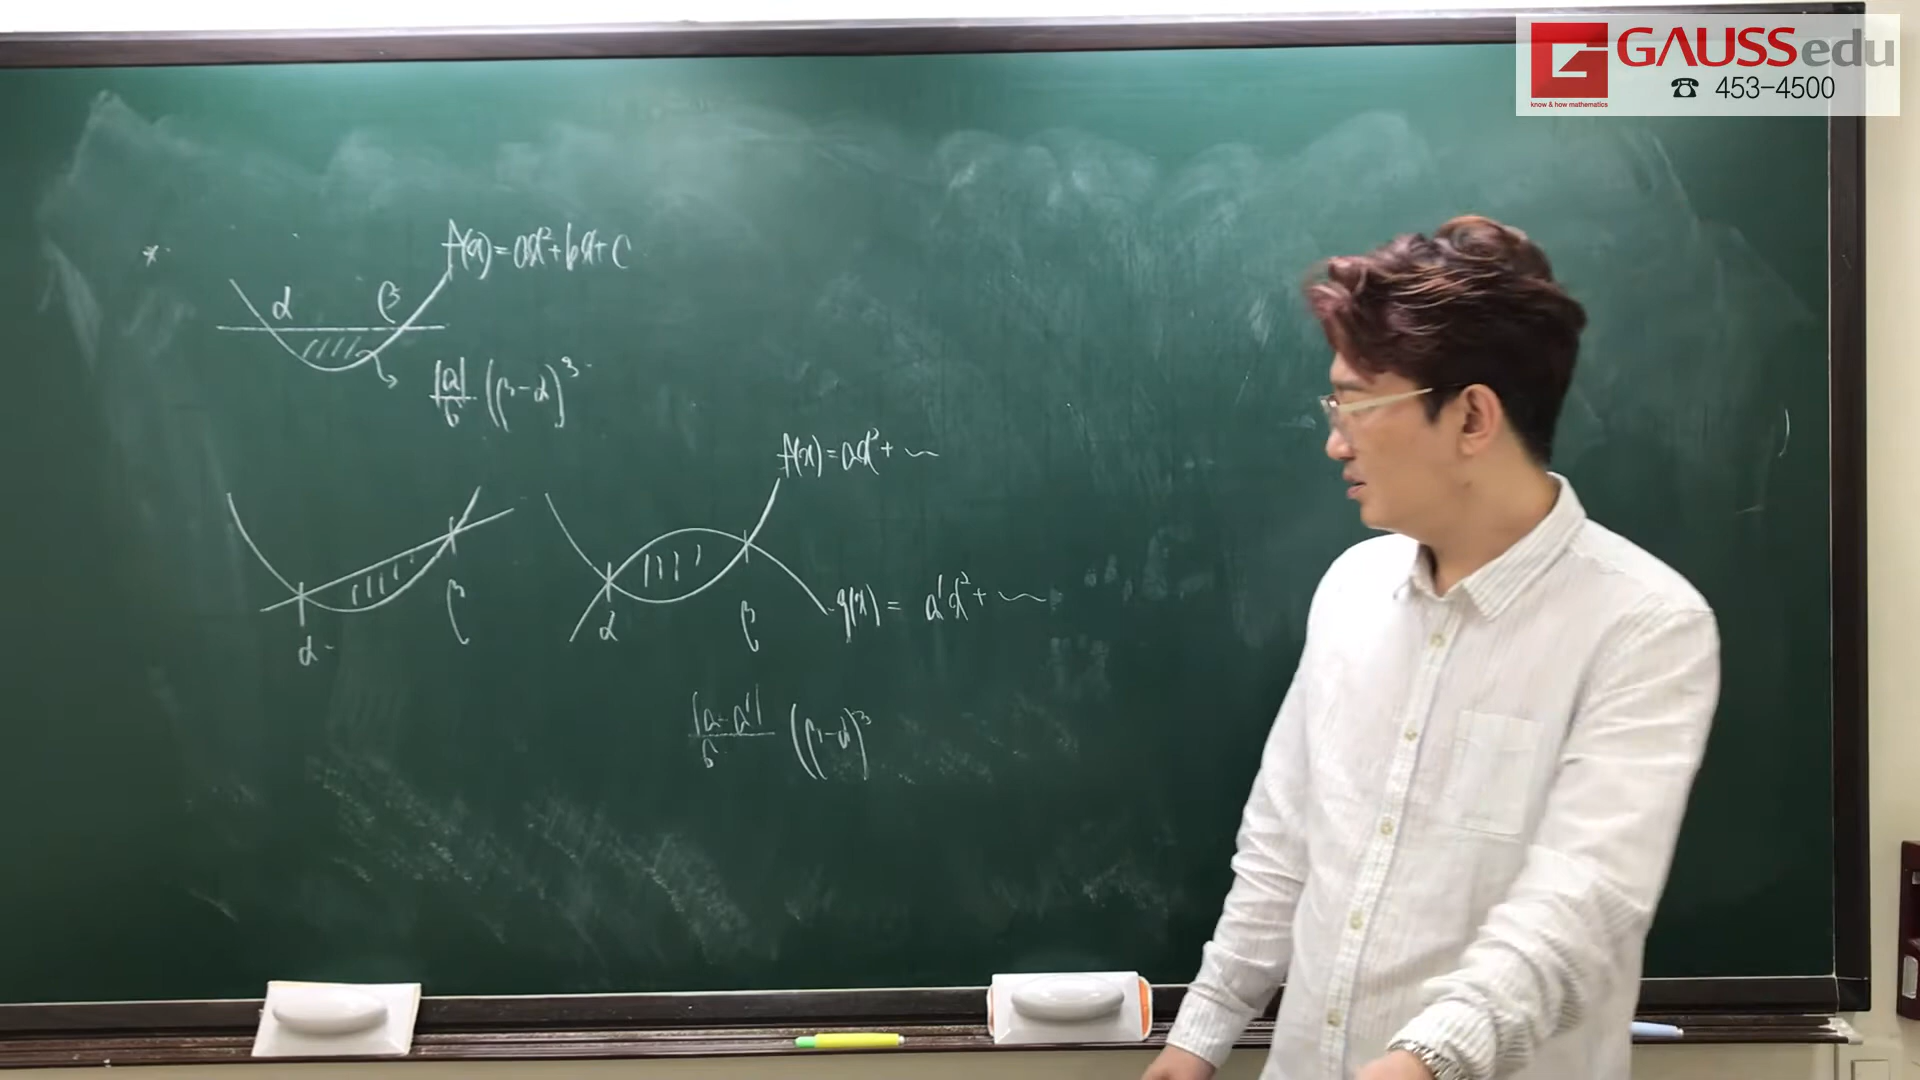 GAUSSedu
know & how mathematics
☎ 453-4500
* f(x)=ax²+bx+c
α β
|a|/6 (β-α)³
f(x)=ax²+ ~
g(x) = a'x²+ ~
α β α β
|a-a'|/6 (β-α)³